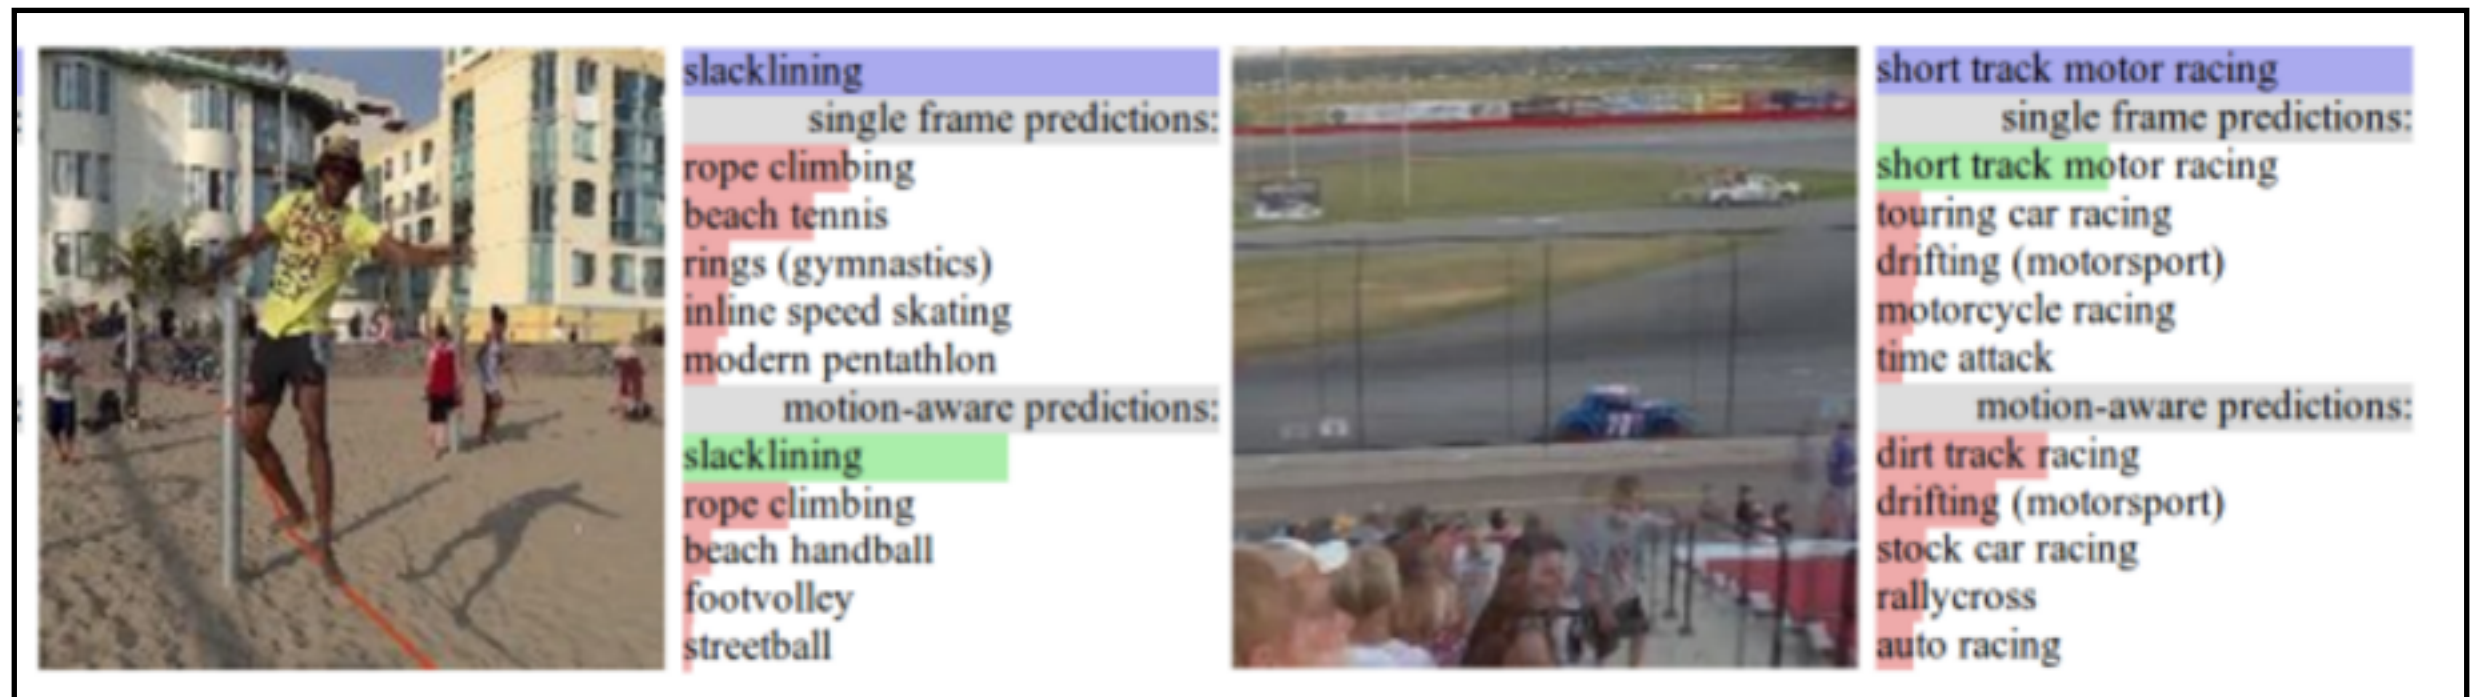 slacklining
single frame predictions:
rope climbing
beach tennis
rings (gymnastics)
inline speed skating
modern pentathlon
motion-aware predictions:
slacklining
rope climbing
beach handball
footvolley
streetball
short track motor racing
single frame predictions:
short track motor racing
touring car racing
drifting (motorsport)
motorcycle racing
time attack
motion-aware predictions:
dirt track racing
drifting (motorsport)
stock car racing
rallycross
auto racing